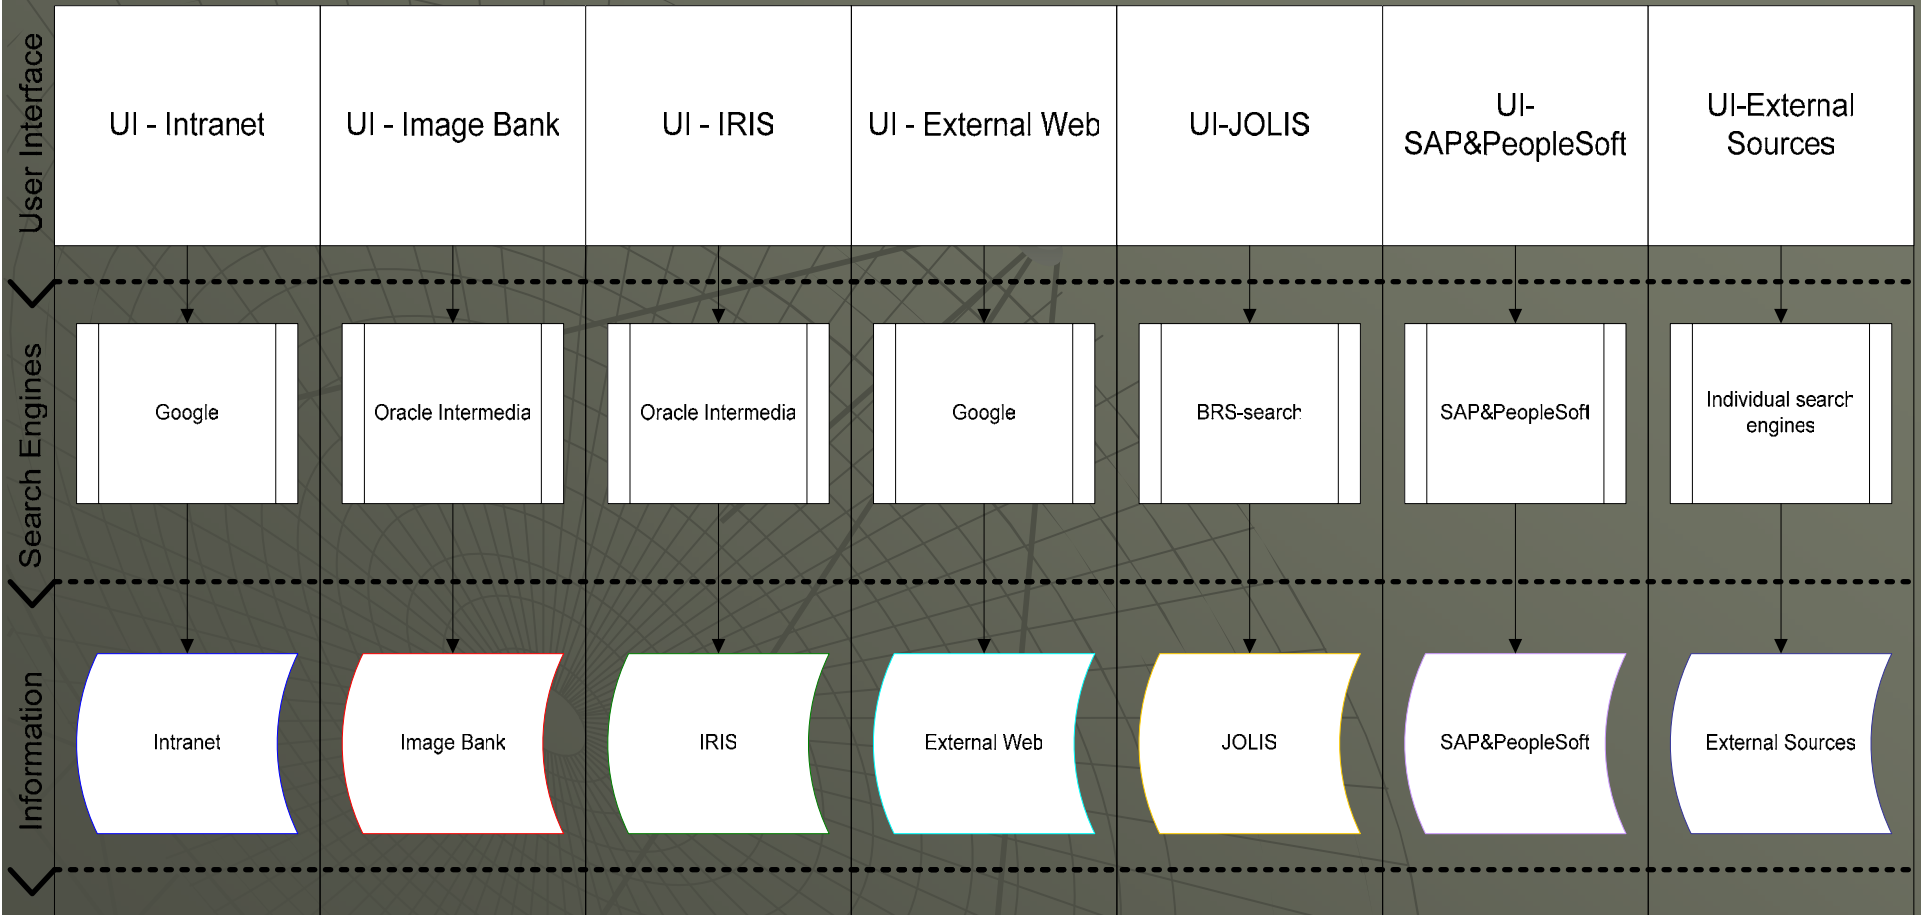 User Interface
UI - Intranet
UI - Image Bank
UI - IRIS
UI - External Web
UI-JOLIS
UI-
SAP&PeopleSoft
UI-External
Sources
Search Engines
Google
Oracle Intermedia
Oracle Intermedia
Google
BRS-search
SAP&PeopleSoft
Individual search
engines
Information
Intranet
Image Bank
IRIS
External Web
JOLIS
SAP&PeopleSoft
External Sources